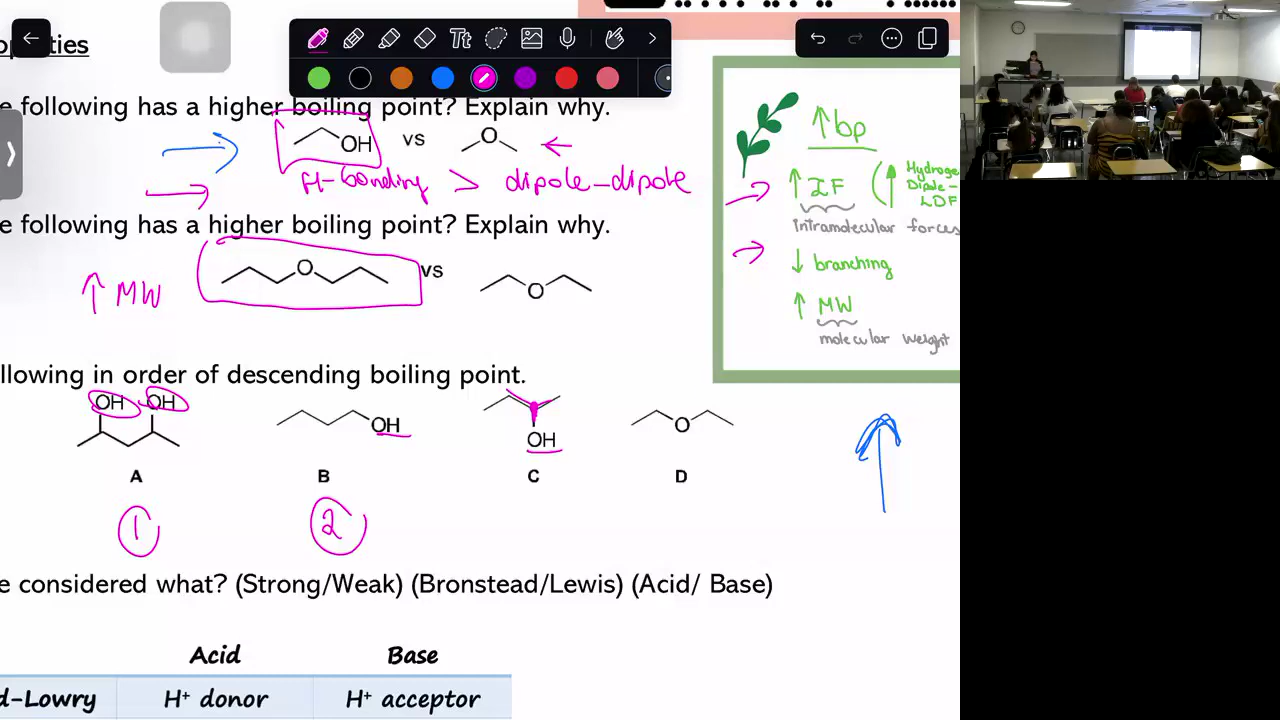 operties
e following has a higher boiling point? Explain why.
OH vs O
H-bonding > dipole-dipole
e following has a higher boiling point? Explain why.
↑ MW
O vs O
llowing in order of descending boiling point.
OH OH OH OH O
A B C D
1 2
e considered what? (Strong/Weak) (Bronstead/Lewis) (Acid/ Base)
Acid Base
d-Lowry H+ donor H+ acceptor
Tt
↑ bp
↑ IF ( ↑ Hydroge
Dipole-
LDF
intramolecular forces
↓ branching
↑ MW
molecular weight